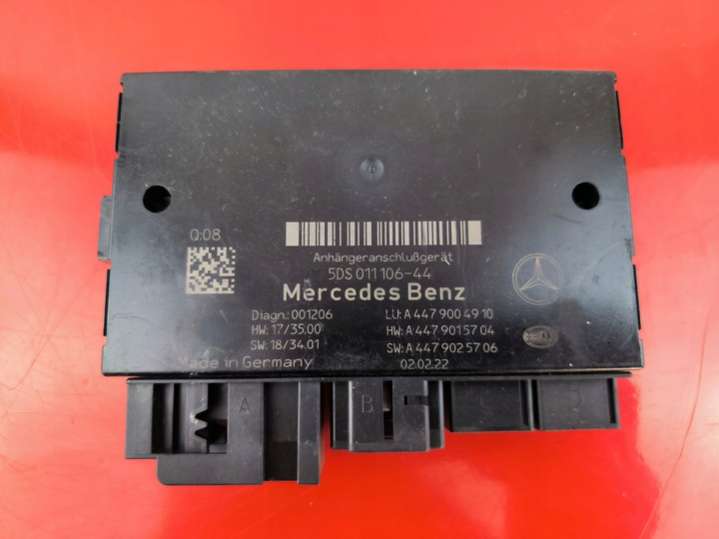 Q:08
Anhängeranschlußgerät
5DS 011 106-44
Mercedes Benz
Diagn.: 001206 LU: A 447 900 49 10
HW: 17/35.00 HW: A 447 901 57 04
SW: 18/34.01 SW: A 447 902 57 06
Made in Germany 02.02.22
A B